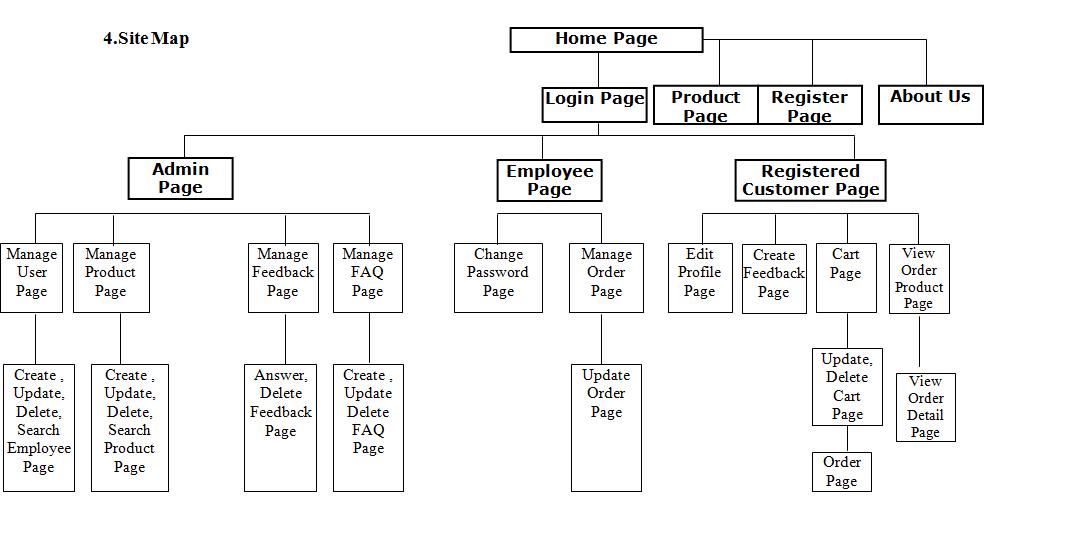 4.Site Map
Home Page
Login Page
Product
Page
Register
Page
About Us
Admin
Page
Employee
Page
Registered
Customer Page
Manage
User
Page
Manage
Product
Page
Manage
Feedback
Page
Manage
FAQ
Page
Change
Password
Page
Manage
Order
Page
Edit
Profile
Page
Create
Feedback
Page
Cart
Page
View
Order
Product
Page
Create ,
Update,
Delete,
Search
Employee
Page
Create ,
Update,
Delete,
Search
Product
Page
Answer,
Delete
Feedback
Page
Create ,
Update
Delete
FAQ
Page
Update
Order
Page
Update,
Delete
Cart
Page
View
Order
Detail
Page
Order
Page